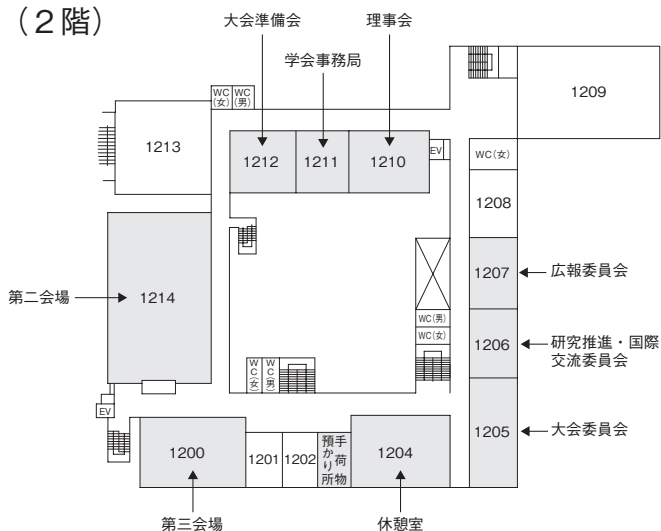 （２階）
大会準備会
理事会
学会事務局
WC
(女)
WC
(男)
1209
1213
1212
1211
1210
EV
WC(女)
1208
第二会場
1214
1207
広報委員会
WC(男)
WC(女)
1206
研究推進・国際
交流委員会
WC(女)
WC(男)
EV
1205
大会委員会
1200
1201
1202
手荷物
預かり所
1204
第三会場
休憩室